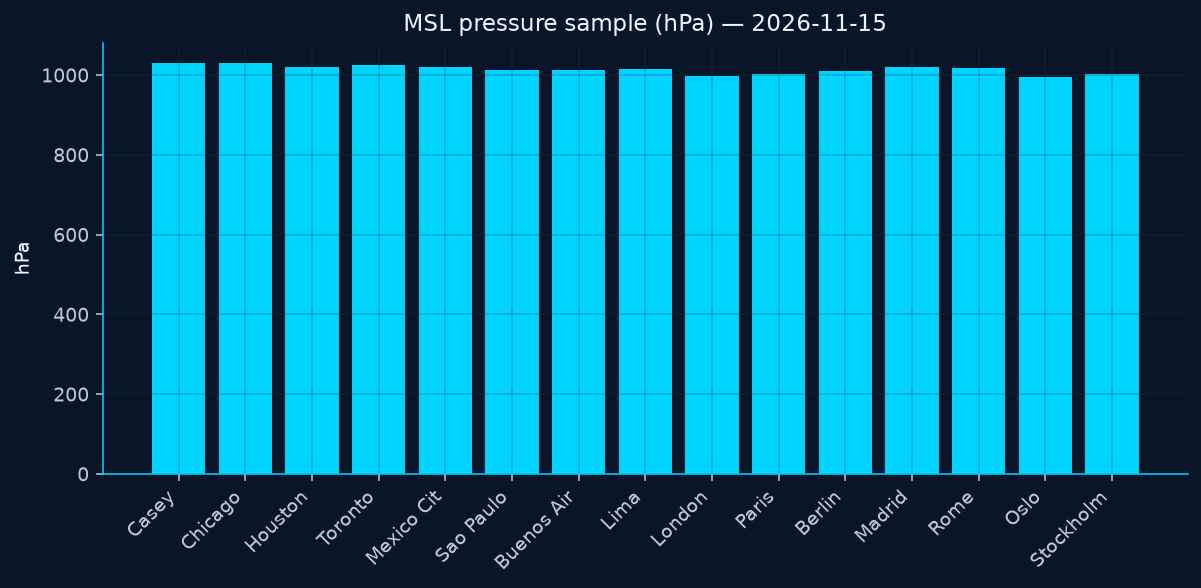 MSL pressure sample (hPa) — 2026-11-15
hPa
1000
800
600
400
200
0
Casey
Chicago
Houston
Toronto
Mexico Cit
Sao Paulo
Buenos Air
Lima
London
Paris
Berlin
Madrid
Rome
Oslo
Stockholm